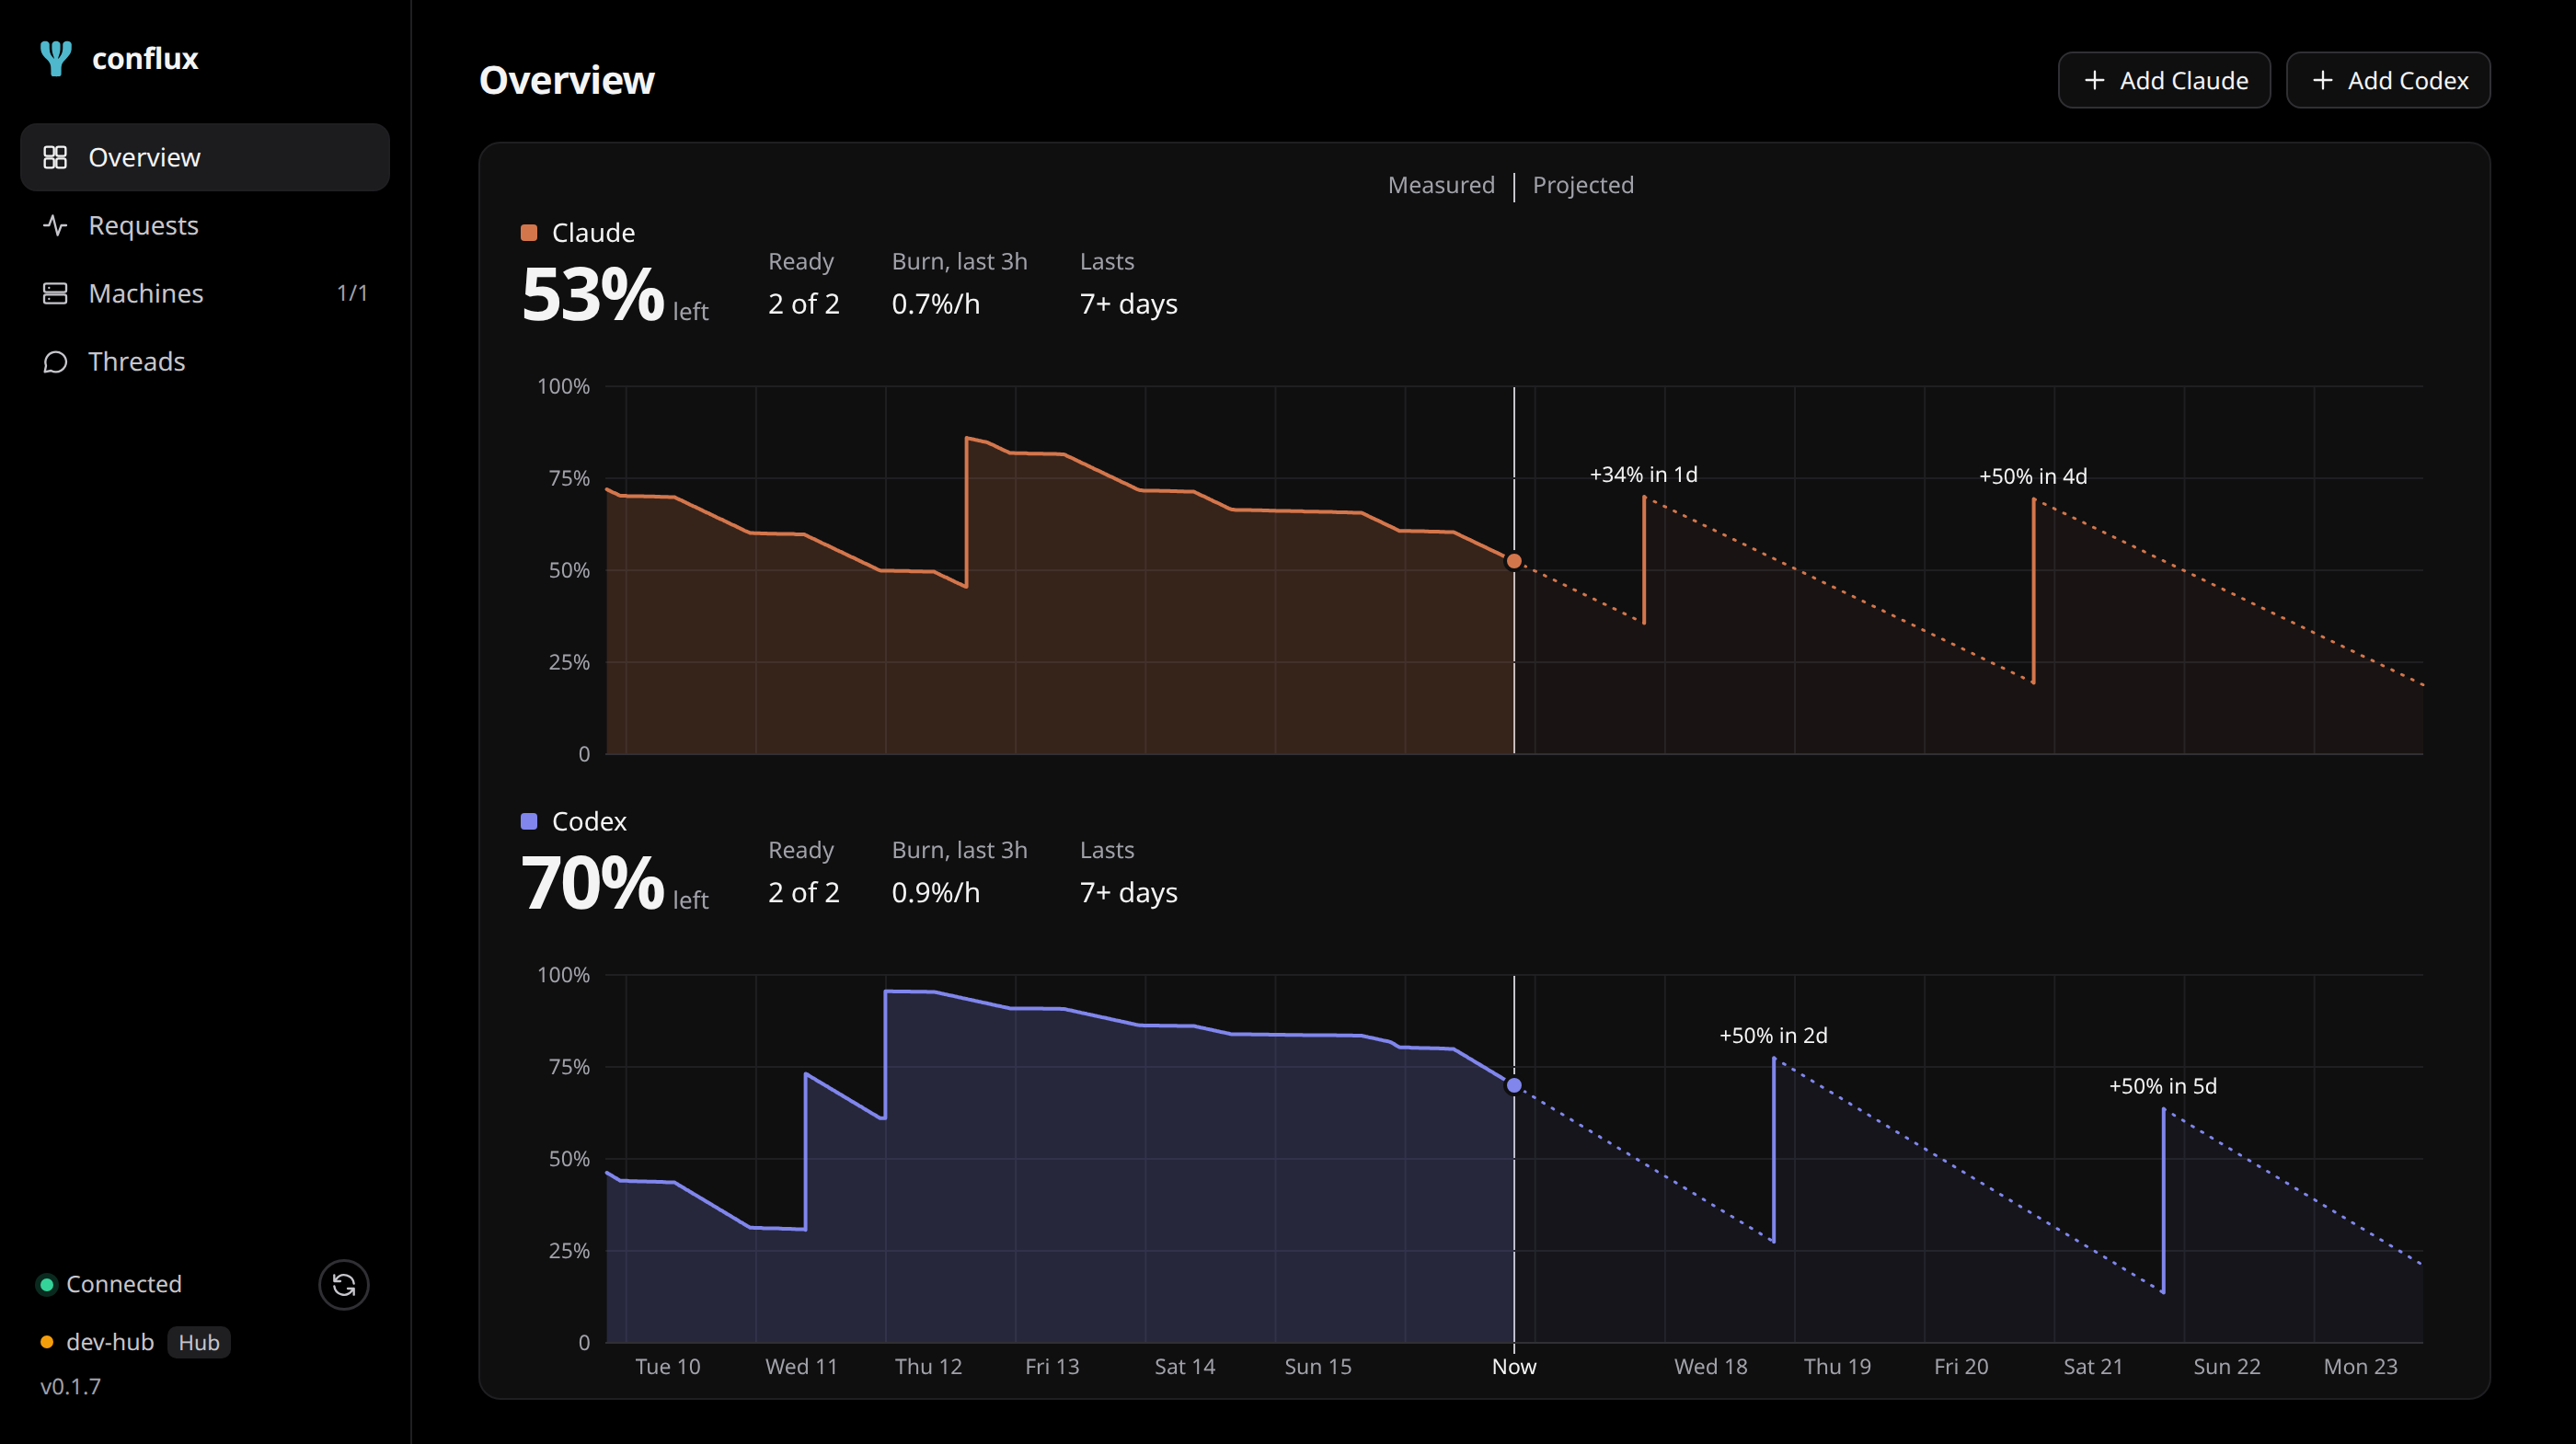 conflux
Overview
Requests
Machines 1/1
Threads
Connected
dev-hub Hub
v0.1.7
Overview
Add Claude
Add Codex
Measured Projected
Claude
53% left
Ready
2 of 2
Burn, last 3h
0.7%/h
Lasts
7+ days
100%
75%
50%
25%
0
+34% in 1d
+50% in 4d
Codex
70% left
Ready
2 of 2
Burn, last 3h
0.9%/h
Lasts
7+ days
100%
75%
50%
25%
0
+50% in 2d
+50% in 5d
Tue 10 Wed 11 Thu 12 Fri 13 Sat 14 Sun 15 Now Wed 18 Thu 19 Fri 20 Sat 21 Sun 22 Mon 23